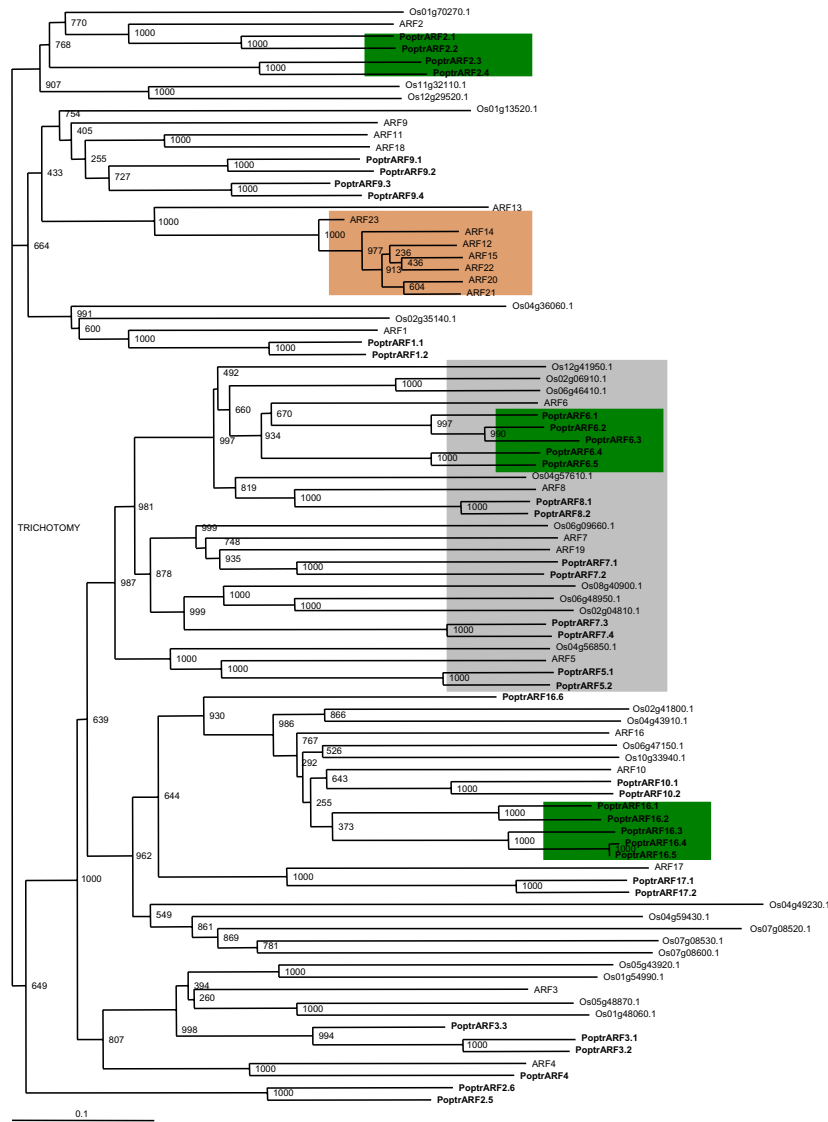 Os01g70270.1
770
ARF2
1000
PoptrARF2.1
1000
PoptrARF2.2
768
PoptrARF2.3
1000
PoptrARF2.4
907
Os11g32110.1
1000
Os12g29520.1
Os01g13520.1
754
ARF9
405
ARF11
1000
ARF18
255
PoptrARF9.1
1000
PoptrARF9.2
727
433
PoptrARF9.3
1000
PoptrARF9.4
ARF13
1000
ARF23
1000
ARF14
977
ARF12
236
ARF15
436
ARF22
913
ARF20
604
ARF21
664
Os04g36060.1
991
Os02g35140.1
600
ARF1
1000
PoptrARF1.1
1000
PoptrARF1.2
Os12g41950.1
492
Os02g06910.1
1000
Os06g46410.1
660
ARF6
670
PoptrARF6.1
997
PoptrARF6.2
990
PoptrARF6.3
934
997
PoptrARF6.4
1000
PoptrARF6.5
Os04g57610.1
819
ARF8
1000
PoptrARF8.1
1000
PoptrARF8.2
981
TRICHOTOMY
Os06g09660.1
999
ARF7
748
ARF19
935
PoptrARF7.1
1000
PoptrARF7.2
878
987
Os08g40900.1
1000
Os06g48950.1
1000
Os02g04810.1
999
PoptrARF7.3
1000
PoptrARF7.4
Os04g56850.1
1000
ARF5
1000
PoptrARF5.1
1000
PoptrARF5.2
PoptrARF16.6
930
Os02g41800.1
866
Os04g43910.1
986
ARF16
767
Os06g47150.1
526
Os10g33940.1
292
639
ARF10
643
PoptrARF10.1
1000
PoptrARF10.2
644
255
PoptrARF16.1
1000
PoptrARF16.2
373
PoptrARF16.3
1000
PoptrARF16.4
1000
PoptrARF16.5
962
ARF17
1000
PoptrARF17.1
1000
PoptrARF17.2
1000
Os04g49230.1
549
Os04g59430.1
861
Os07g08520.1
869
Os07g08530.1
781
Os07g08600.1
Os05g43920.1
1000
Os01g54990.1
649
394
ARF3
260
Os05g48870.1
1000
Os01g48060.1
998
PoptrARF3.3
994
PoptrARF3.1
1000
PoptrARF3.2
807
ARF4
1000
PoptrARF4
PoptrARF2.6
1000
PoptrARF2.5
0.1